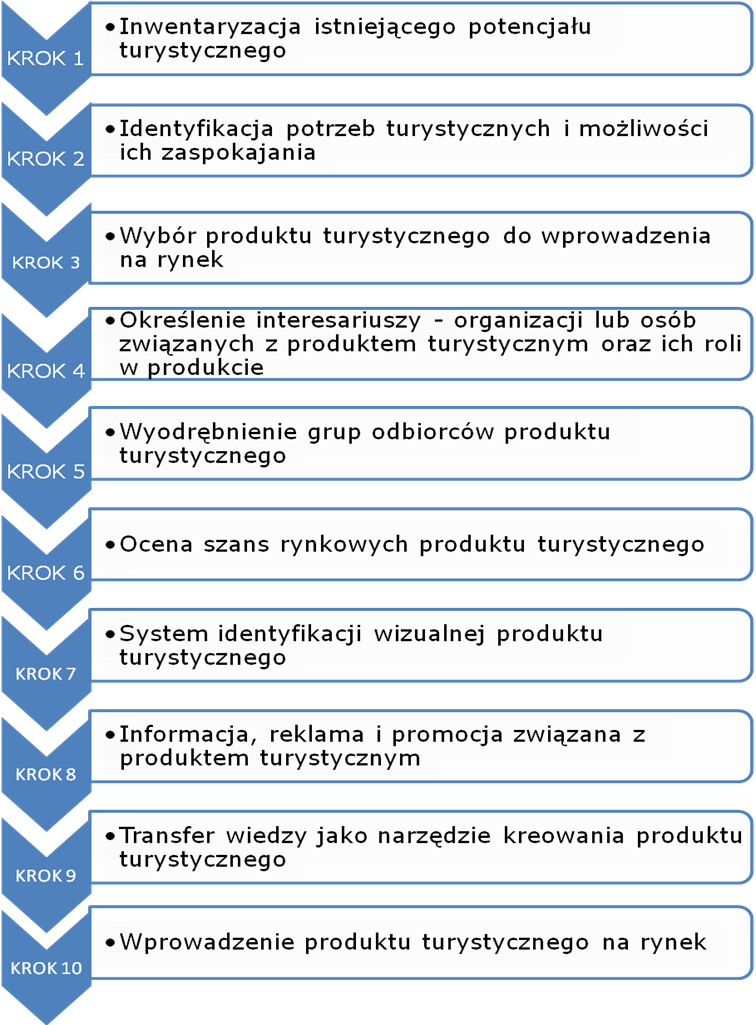 KROK 1
•Inwentaryzacja istniejącego potencjału
turystycznego
KROK 2
•Identyfikacja potrzeb turystycznych i możliwości
ich zaspokajania
KROK 3
•Wybór produktu turystycznego do wprowadzenia
na rynek
KROK 4
•Określenie interesariuszy - organizacji lub osób
związanych z produktem turystycznym oraz ich roli
w produkcie
KROK 5
•Wyodrębnienie grup odbiorców produktu
turystycznego
KROK 6
•Ocena szans rynkowych produktu turystycznego
KROK 7
•System identyfikacji wizualnej produktu
turystycznego
KROK 8
•Informacja, reklama i promocja związana z
produktem turystycznym
KROK 9
•Transfer wiedzy jako narzędzie kreowania produktu
turystycznego
KROK 10
•Wprowadzenie produktu turystycznego na rynek